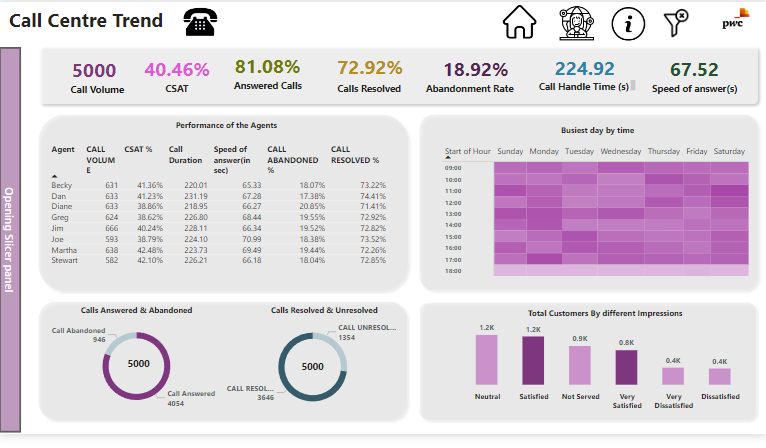 Call Centre Trend
pwc
5000 40.46% 81.08% 72.92% 18.92% 224.92 67.52
Call Volume CSAT Answered Calls Calls Resolved Abandonment Rate Call Handle Time (s) Speed of answer(s)
Opening Slicer panel
Performance of the Agents
Agent CALL CSAT % Call Speed of CALL CALL
VOLUM Duration answer(in ABANDONED RESOLVED %
E sec) %
Becky 631 41.36% 220.01 65.33 18.07% 73.22%
Dan 633 41.23% 231.19 67.28 17.38% 74.41%
Diane 633 38.86% 218.95 66.27 20.85% 71.41%
Greg 624 38.62% 226.80 68.44 19.55% 72.92%
Jim 666 40.24% 228.11 66.34 19.52% 72.82%
Joe 593 38.79% 224.10 70.99 18.38% 73.52%
Martha 638 42.48% 223.73 69.49 19.44% 72.26%
Stewart 582 42.10% 226.21 66.18 18.04% 72.85%
Busiest day by time
Start of Hour Sunday Monday Tuesday Wednesday Thursday Friday Saturday
09:00
10:00
11:00
12:00
13:00
14:00
15:00
16:00
17:00
18:00
Calls Answered & Abandoned
Call Abandoned
946
5000
Call Answered
4054
Calls Resolved & Unresolved
CALL UNRESOL...
1354
5000
CALL RESOL...
3646
Total Customers By different Impressions
1.2K 1.2K 0.9K 0.8K 0.4K 0.4K
Neutral Satisfied Not Served Very Very Dissatisfied
Satisfied Dissatisfied